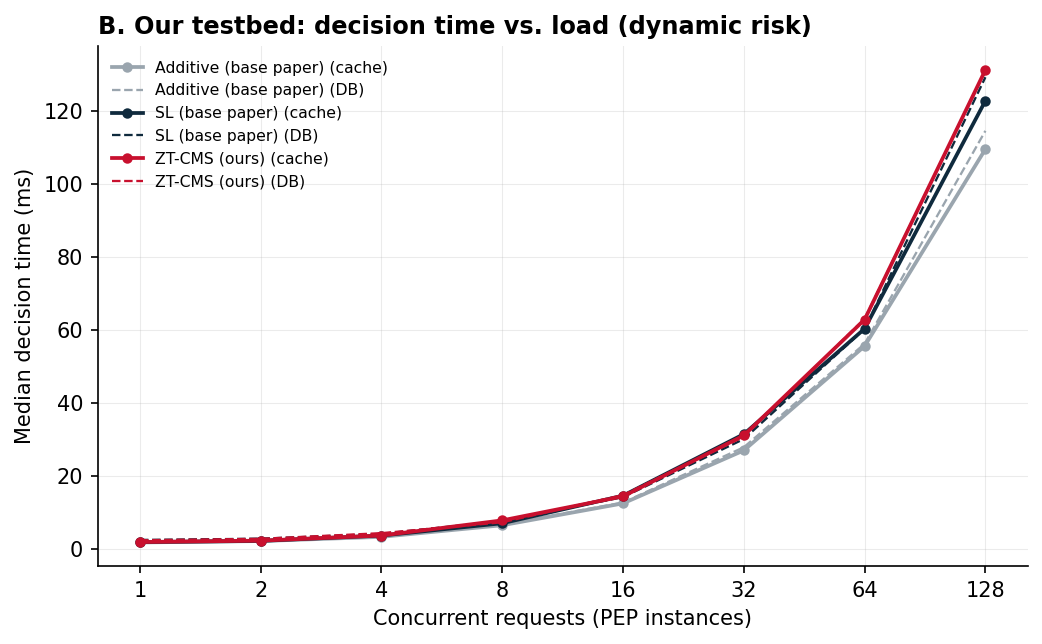 B. Our testbed: decision time vs. load (dynamic risk)
Additive (base paper) (cache)
Additive (base paper) (DB)
SL (base paper) (cache)
SL (base paper) (DB)
ZT-CMS (ours) (cache)
ZT-CMS (ours) (DB)
Median decision time (ms)
120
100
80
60
40
20
0
1 2 4 8 16 32 64 128
Concurrent requests (PEP instances)